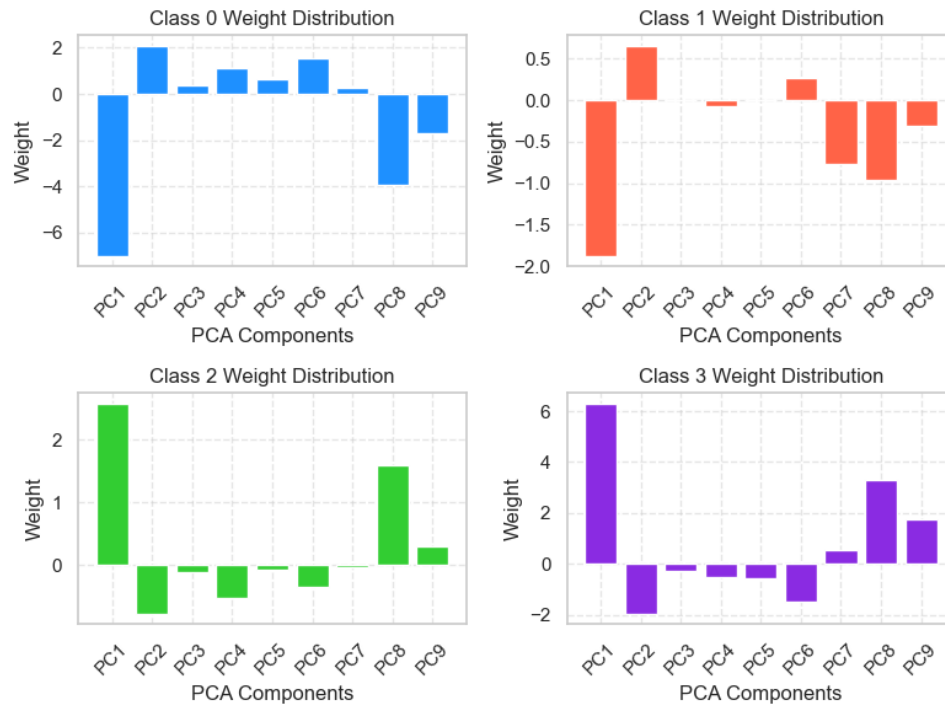 Class 0 Weight Distribution
Weight
2
0
−2
−4
−6
PC1 PC2 PC3 PC4 PC5 PC6 PC7 PC8 PC9
PCA Components
Class 1 Weight Distribution
Weight
0.5
0.0
−0.5
−1.0
−1.5
−2.0
PC1 PC2 PC3 PC4 PC5 PC6 PC7 PC8 PC9
PCA Components
Class 2 Weight Distribution
Weight
2
1
0
PC1 PC2 PC3 PC4 PC5 PC6 PC7 PC8 PC9
PCA Components
Class 3 Weight Distribution
Weight
6
4
2
0
−2
PC1 PC2 PC3 PC4 PC5 PC6 PC7 PC8 PC9
PCA Components